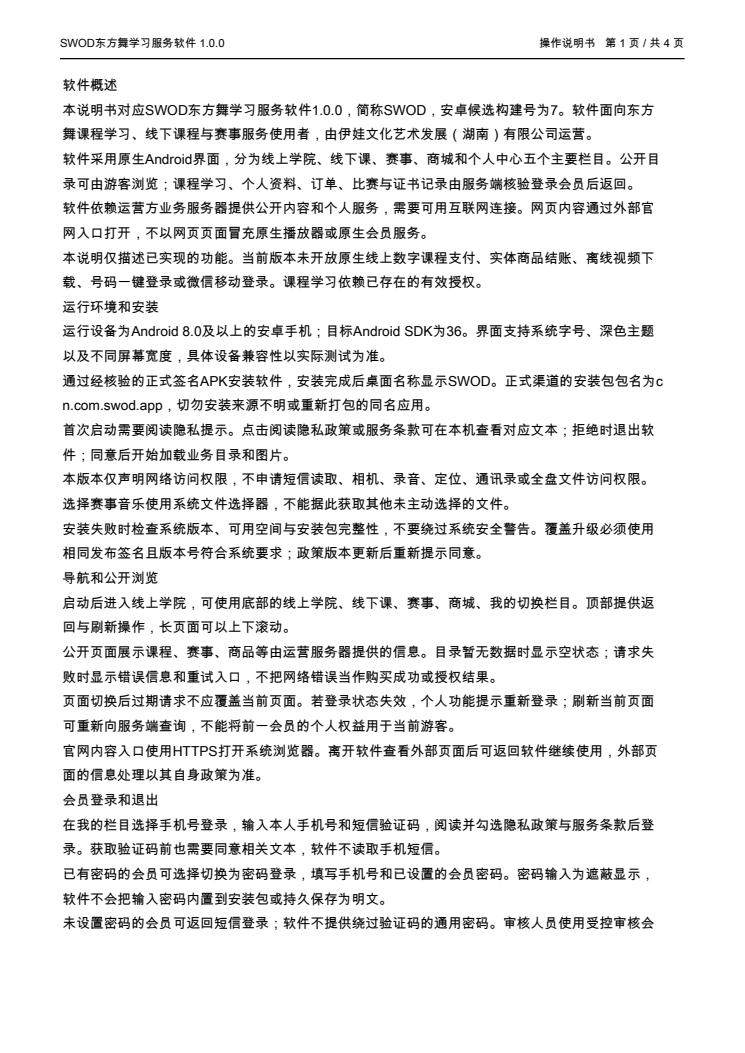 SWOD东方舞学习服务软件 1.0.0 操作说明书 第 1 页 / 共 4 页
软件概述
本说明书对应SWOD东方舞学习服务软件1.0.0，简称SWOD，安卓候选构建号为7。软件面向东方
舞课程学习、线下课程与赛事服务使用者，由伊娃文化艺术发展（湖南）有限公司运营。
软件采用原生Android界面，分为线上学院、线下课、赛事、商城和个人中心五个主要栏目。公开目
录可由游客浏览；课程学习、个人资料、订单、比赛与证书记录由服务端核验登录会员后返回。
软件依赖运营方业务服务器提供公开内容和个人服务，需要可用互联网连接。网页内容通过外部官
网入口打开，不以网页页面冒充原生播放器或原生会员服务。
本说明仅描述已实现的功能。当前版本未开放原生线上数字课程支付、实体商品结账、离线视频下
载、号码一键登录或微信移动登录。课程学习依赖已存在的有效授权。
运行环境和安装
运行设备为Android 8.0及以上的安卓手机；目标Android SDK为36。界面支持系统字号、深色主题
以及不同屏幕宽度，具体设备兼容性以实际测试为准。
通过经核验的正式签名APK安装软件，安装完成后桌面名称显示SWOD。正式渠道的安装包包名为c
n.com.swod.app，切勿安装来源不明或重新打包的同名应用。
首次启动需要阅读隐私提示。点击阅读隐私政策或服务条款可在本机查看对应文本；拒绝时退出软
件；同意后开始加载业务目录和图片。
本版本仅声明网络访问权限，不申请短信读取、相机、录音、定位、通讯录或全盘文件访问权限。
选择赛事音乐使用系统文件选择器，不能据此获取其他未主动选择的文件。
安装失败时检查系统版本、可用空间与安装包完整性，不要绕过系统安全警告。覆盖升级必须使用
相同发布签名且版本号符合系统要求；政策版本更新后重新提示同意。
导航和公开浏览
启动后进入线上学院，可使用底部的线上学院、线下课、赛事、商城、我的切换栏目。顶部提供返
回与刷新操作，长页面可以上下滚动。
公开页面展示课程、赛事、商品等由运营服务器提供的信息。目录暂无数据时显示空状态；请求失
败时显示错误信息和重试入口，不把网络错误当作购买成功或授权结果。
页面切换后过期请求不应覆盖当前页面。若登录状态失效，个人功能提示重新登录；刷新当前页面
可重新向服务端查询，不能将前一会员的个人权益用于当前游客。
官网内容入口使用HTTPS打开系统浏览器。离开软件查看外部页面后可返回软件继续使用，外部页
面的信息处理以其自身政策为准。
会员登录和退出
在我的栏目选择手机号登录，输入本人手机号和短信验证码，阅读并勾选隐私政策与服务条款后登
录。获取验证码前也需要同意相关文本，软件不读取手机短信。
已有密码的会员可选择切换为密码登录，填写手机号和已设置的会员密码。密码输入为遮蔽显示，
软件不会把输入密码内置到安装包或持久保存为明文。
未设置密码的会员可返回短信登录；软件不提供绕过验证码的通用密码。审核人员使用受控审核会